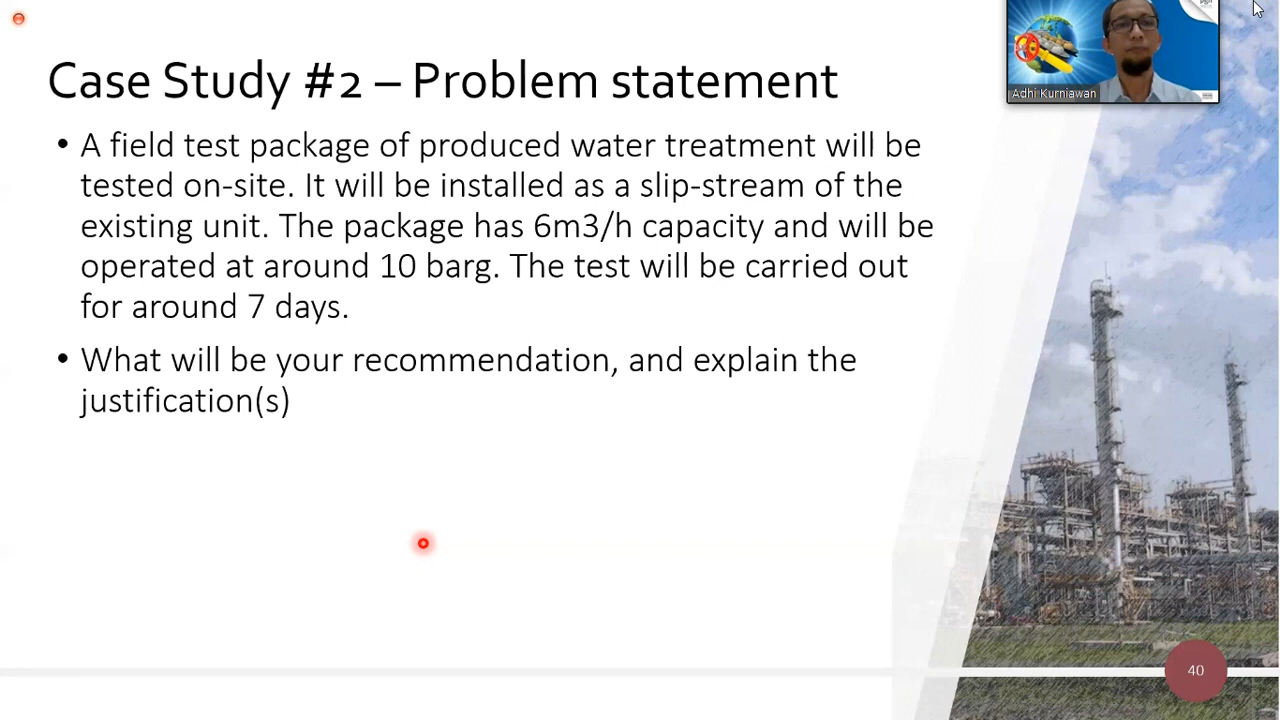 Case Study #2 – Problem statement
• A field test package of produced water treatment will be
tested on-site. It will be installed as a slip-stream of the
existing unit. The package has 6m3/h capacity and will be
operated at around 10 barg. The test will be carried out
for around 7 days.
• What will be your recommendation, and explain the
justification(s)
Adhi Kurniawan
40